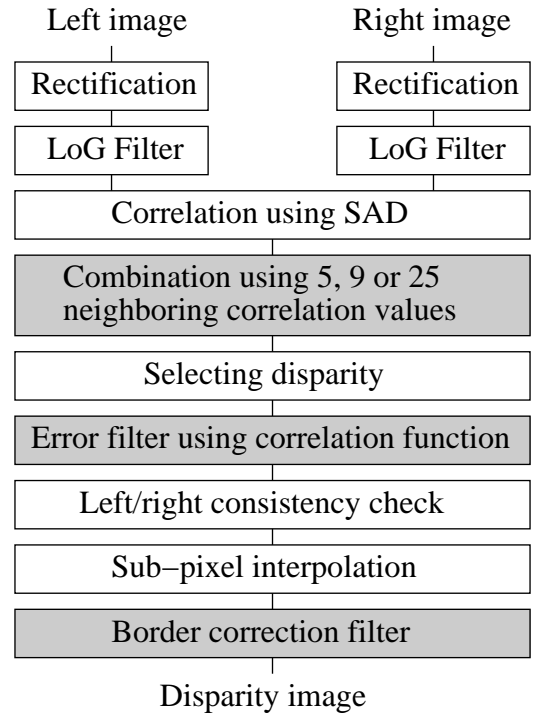 Left image
Right image
Rectification
Rectification
LoG Filter
LoG Filter
Correlation using SAD
Combination using 5, 9 or 25
neighboring correlation values
Selecting disparity
Error filter using correlation function
Left/right consistency check
Sub−pixel interpolation
Border correction filter
Disparity image